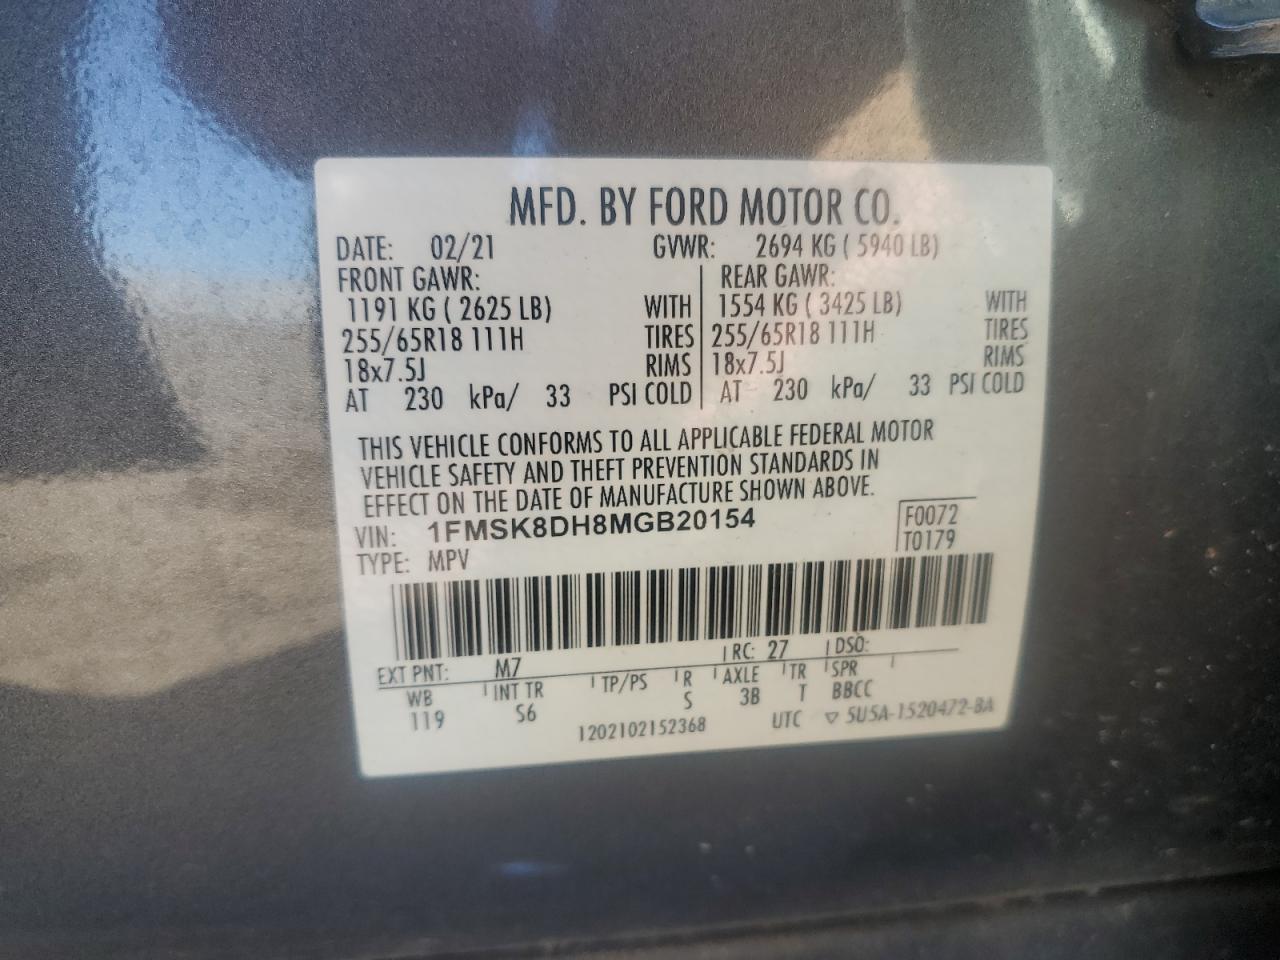 MFD. BY FORD MOTOR CO.
DATE: 02/21 GVWR: 2694 KG ( 5940 LB)
FRONT GAWR: REAR GAWR:
1191 KG ( 2625 LB) WITH 1554 KG ( 3425 LB) WITH
255/65R18 111H TIRES 255/65R18 111H TIRES
18x7.5J RIMS 18x7.5J RIMS
AT 230 kPa/ 33 PSI COLD AT 230 kPa/ 33 PSI COLD
THIS VEHICLE CONFORMS TO ALL APPLICABLE FEDERAL MOTOR
VEHICLE SAFETY AND THEFT PREVENTION STANDARDS IN
EFFECT ON THE DATE OF MANUFACTURE SHOWN ABOVE.
VIN: 1FMSK8DH8MGB20154 F0072
TYPE: MPV T0179
EXT PNT: M7 RC: 27 DSO:
WB INT TR TP/PS R AXLE TR SPR
119 S6 S 3B T BBCC
1202102152368 UTC ▽ 5U5A-1520472-BA